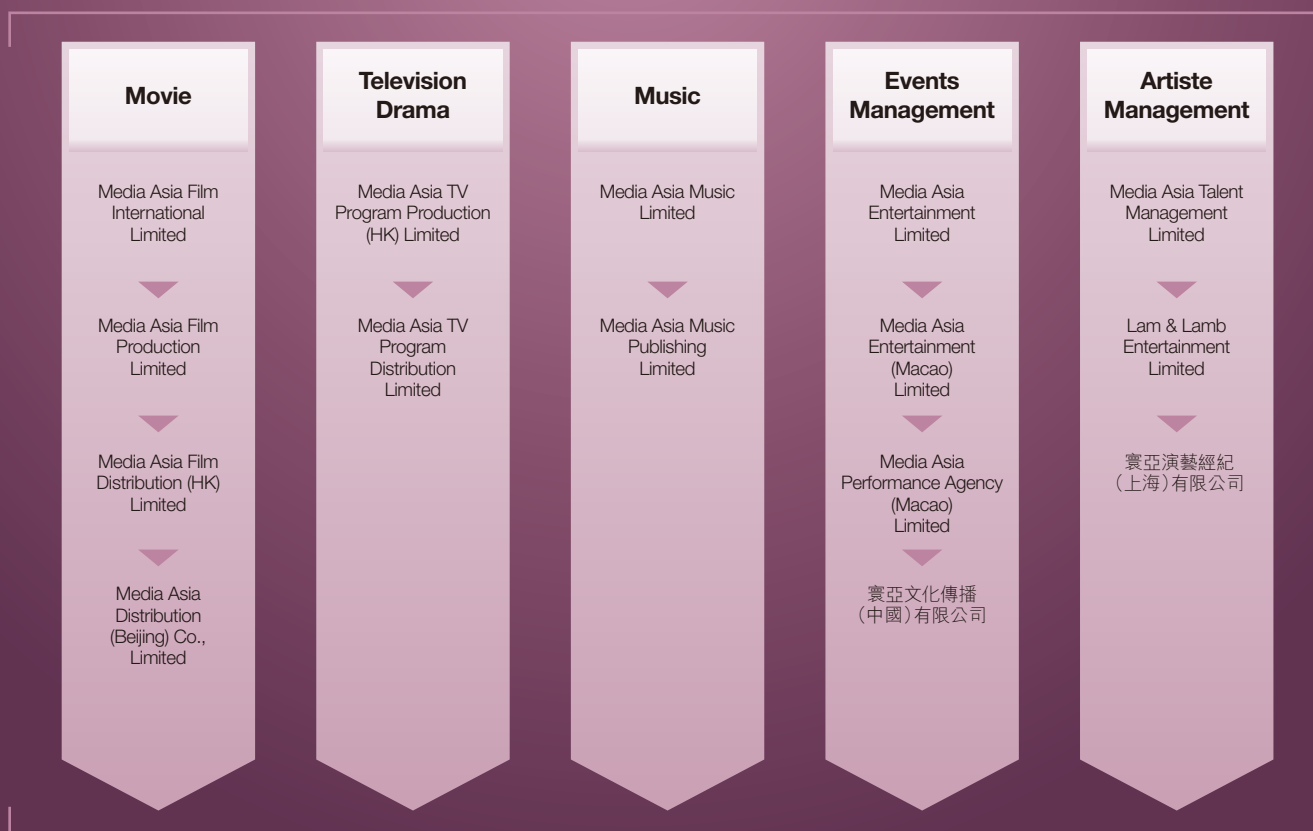 Movie
Media Asia Film
International
Limited
Media Asia Film
Production
Limited
Media Asia Film
Distribution (HK)
Limited
Media Asia
Distribution
(Beijing) Co.,
Limited
Television
Drama
Media Asia TV
Program Production
(HK) Limited
Media Asia TV
Program
Distribution
Limited
Music
Media Asia Music
Limited
Media Asia Music
Publishing
Limited
Events
Management
Media Asia
Entertainment
Limited
Media Asia
Entertainment
(Macao)
Limited
Media Asia
Performance Agency
(Macao)
Limited
寰亞文化傳播
（中國）有限公司
Artiste
Management
Media Asia Talent
Management
Limited
Lam & Lamb
Entertainment
Limited
寰亞演藝經紀
（上海）有限公司